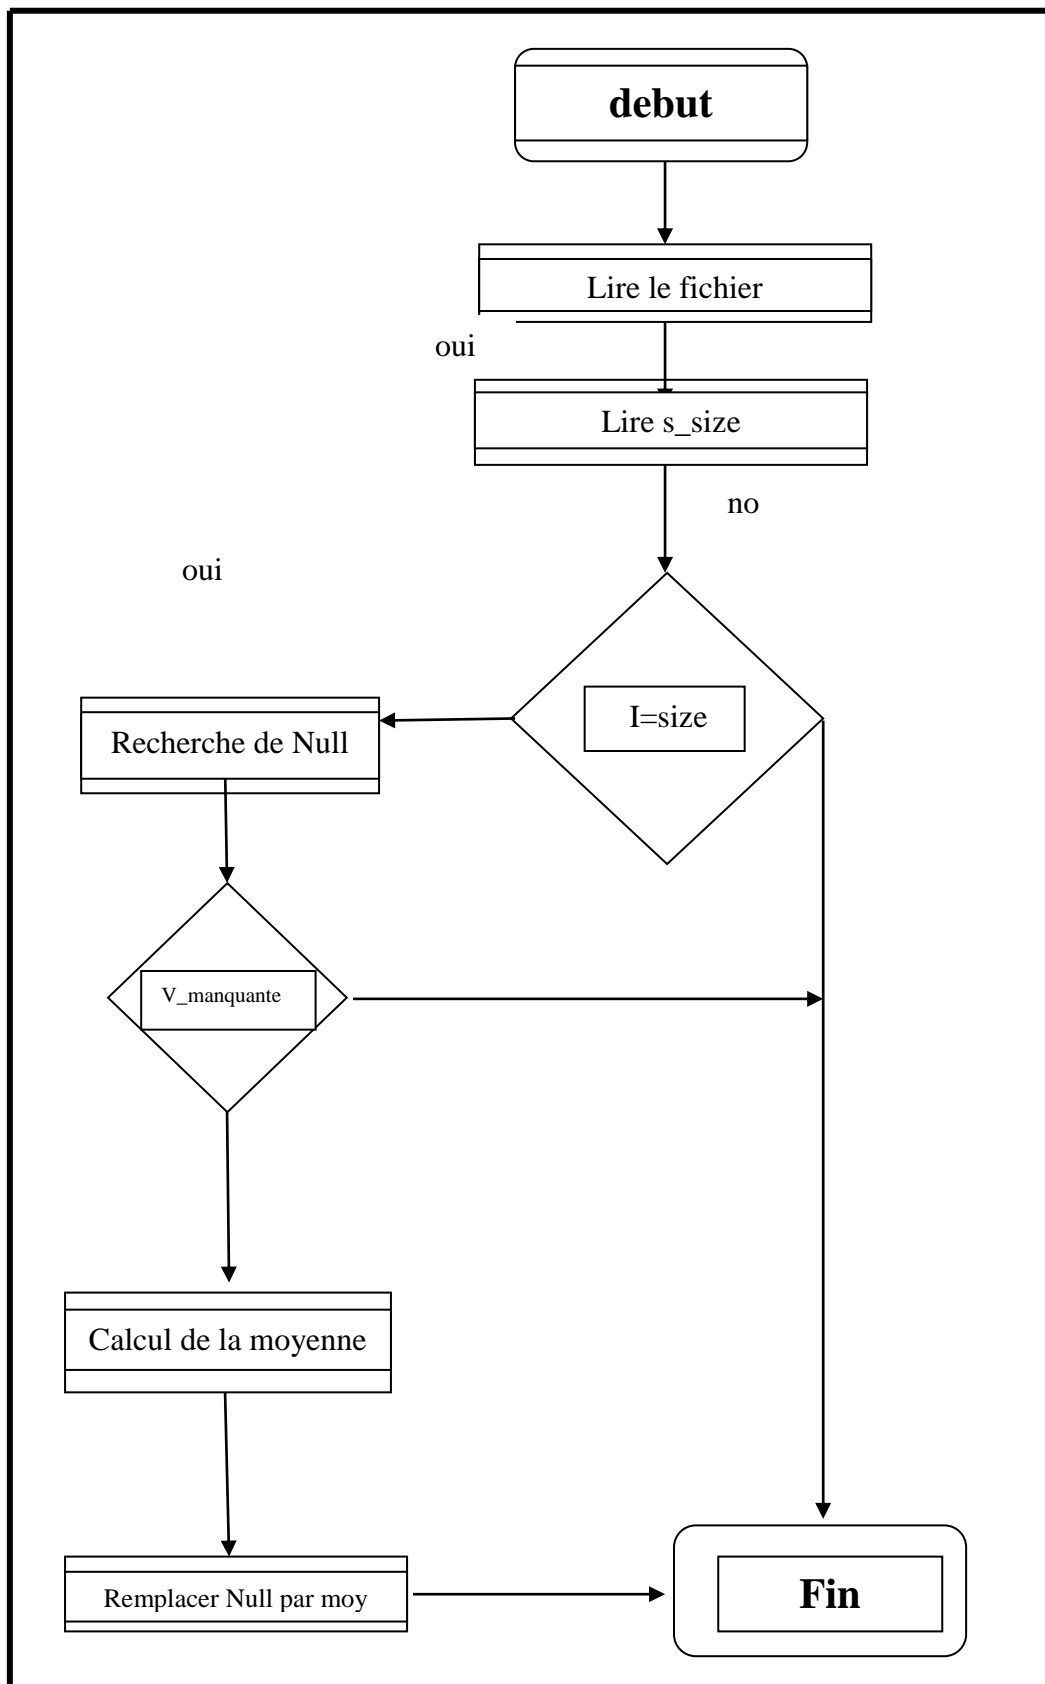 debut
Lire le fichier
oui
Lire s_size
no
oui
I=size
Recherche de Null
V_manquante
Calcul de la moyenne
Remplacer Null par moy
Fin